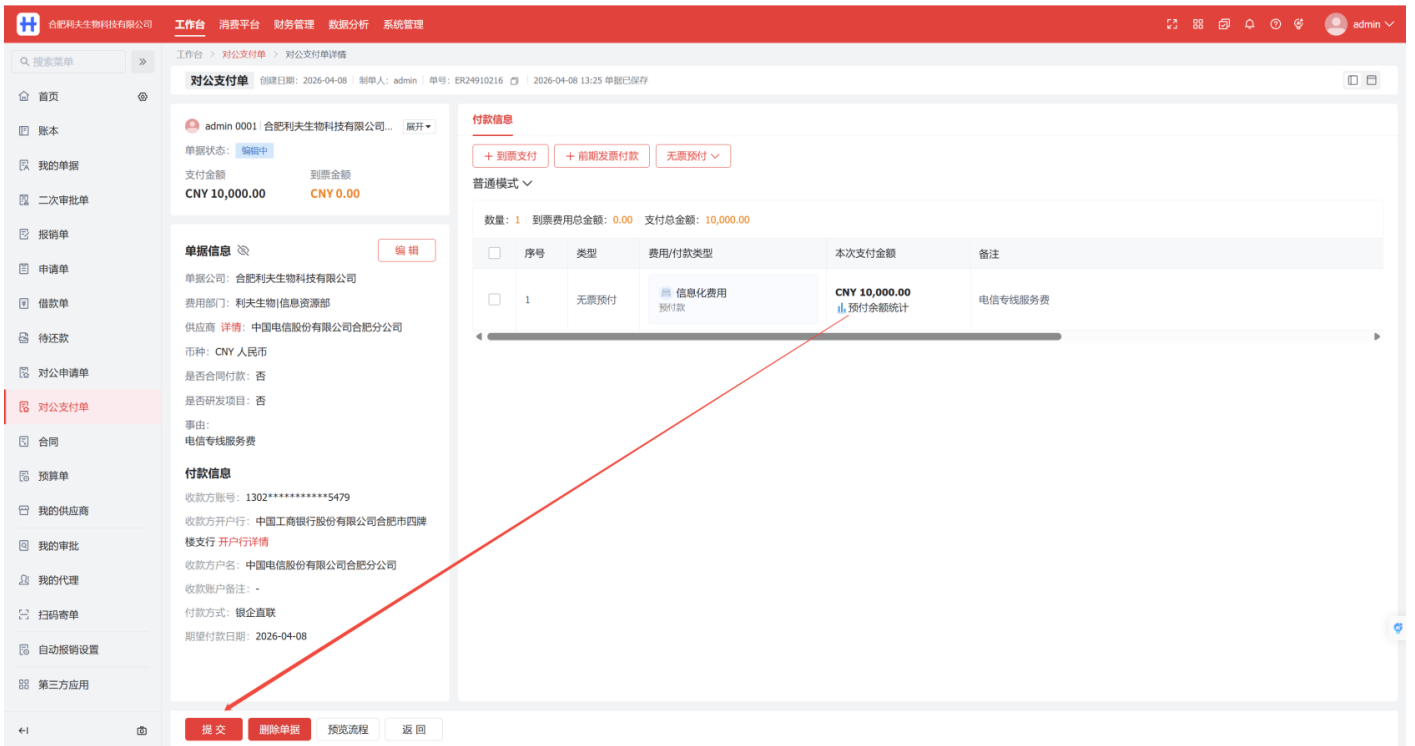 合肥利夫生物科技有限公司 工作台 消费平台 财务管理 数据分析 系统管理 admin
搜索菜单
首页
账本
我的单据
二次审批单
报销单
申请单
借款单
待还款
对公申请单
对公支付单
合同
预算单
我的供应商
我的审批
我的代理
扫码寄单
自动报销设置
第三方应用
工作台 > 对公支付单 > 对公支付单详情
对公支付单 创建日期: 2026-04-08 制单人: admin 单号: ER24910216 2026-04-08 13:25 单据已保存
admin 0001 合肥利夫生物科技有限公司... 展开
单据状态: 编辑中
支付金额 到票金额
CNY 10,000.00 CNY 0.00
单据信息 编辑
单据公司: 合肥利夫生物科技有限公司
费用部门: 利夫生物|信息资源部
供应商 详情: 中国电信股份有限公司合肥分公司
币种: CNY 人民币
是否合同付款: 否
是否研发项目: 否
事由:
电信专线服务费
付款信息
收款方账号: 1302***********5479
收款方开户行: 中国工商银行股份有限公司合肥市四牌
楼支行 开户行详情
收款方户名: 中国电信股份有限公司合肥分公司
收款账户备注: -
付款方式: 银企直联
期望付款日期: 2026-04-08
付款信息
+ 到票支付 + 前期发票付款 无票预付
普通模式
数量: 1 到票费用总金额: 0.00 支付总金额: 10,000.00
序号 类型 费用/付款类型 本次支付金额 备注
1 无票预付 信息化费用 CNY 10,000.00 电信专线服务费
预付款 预付余额统计
提交 删除单据 预览流程 返回